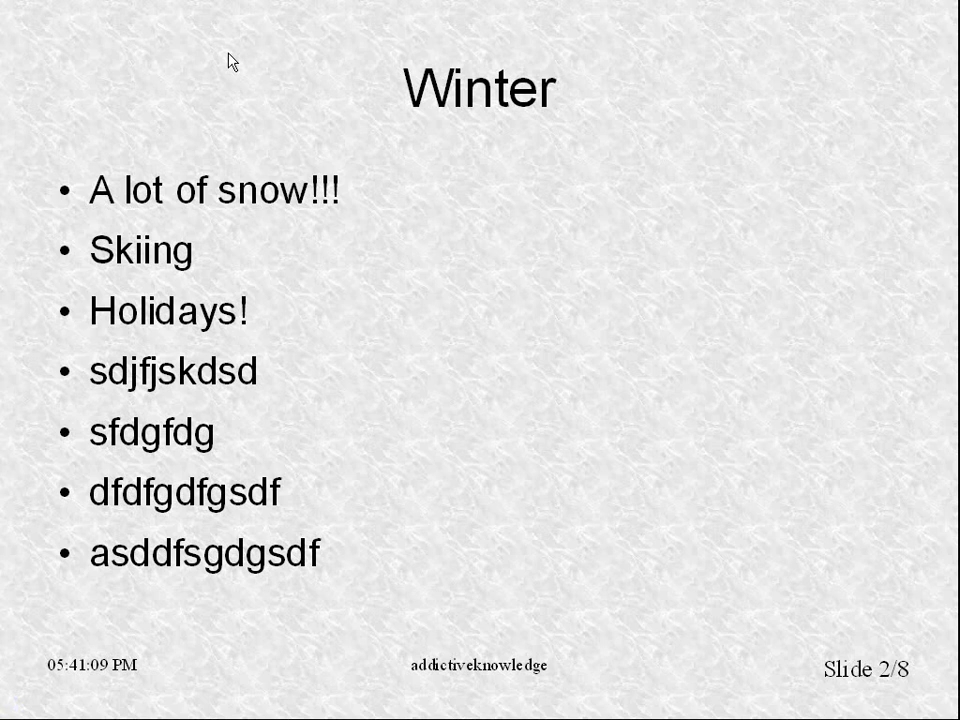 Winter
• A lot of snow!!!
• Skiing
• Holidays!
• sdjfjskdsd
• sfdgfdg
• dfdfgdfgsdf
• asddfsgdgsdf
05:41:09 PM addictiveknowledge Slide 2/8